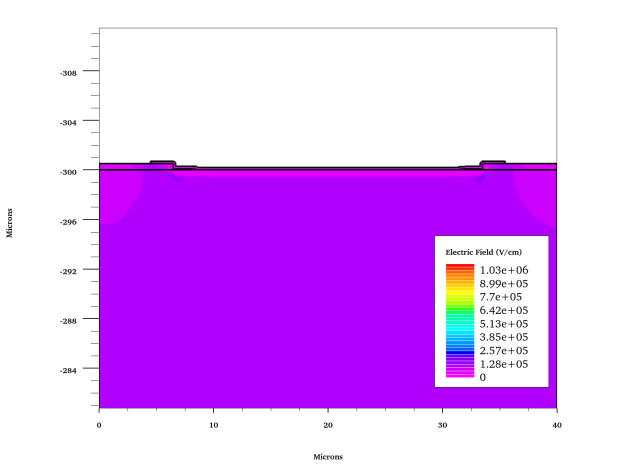 -308
-304
-300
-296
-292
-288
-284
Microns
Electric Field (V/cm)
1.03e+06
8.99e+05
7.7e+05
6.42e+05
5.13e+05
3.85e+05
2.57e+05
1.28e+05
0
0 10 20 30 40
Microns